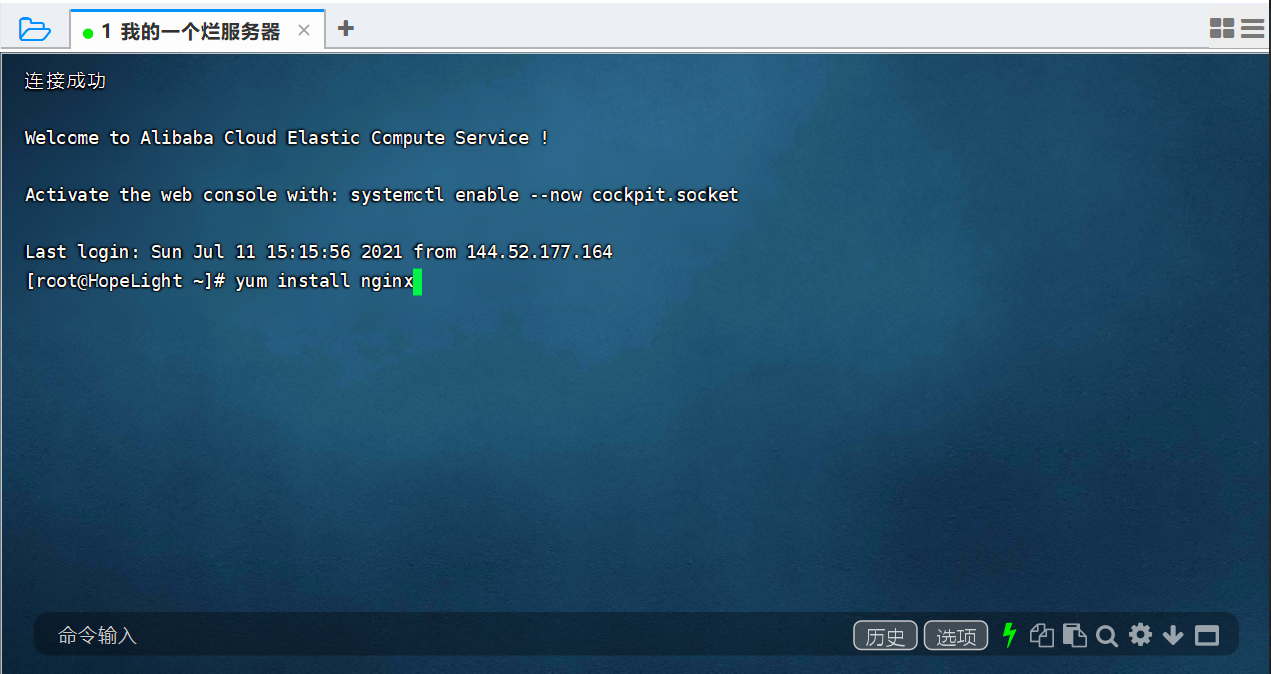 1 我的一个烂服务器
连接成功
Welcome to Alibaba Cloud Elastic Compute Service !
Activate the web console with: systemctl enable --now cockpit.socket
Last login: Sun Jul 11 15:15:56 2021 from 144.52.177.164
[root@HopeLight ~]# yum install nginx
命令输入 历史 选项